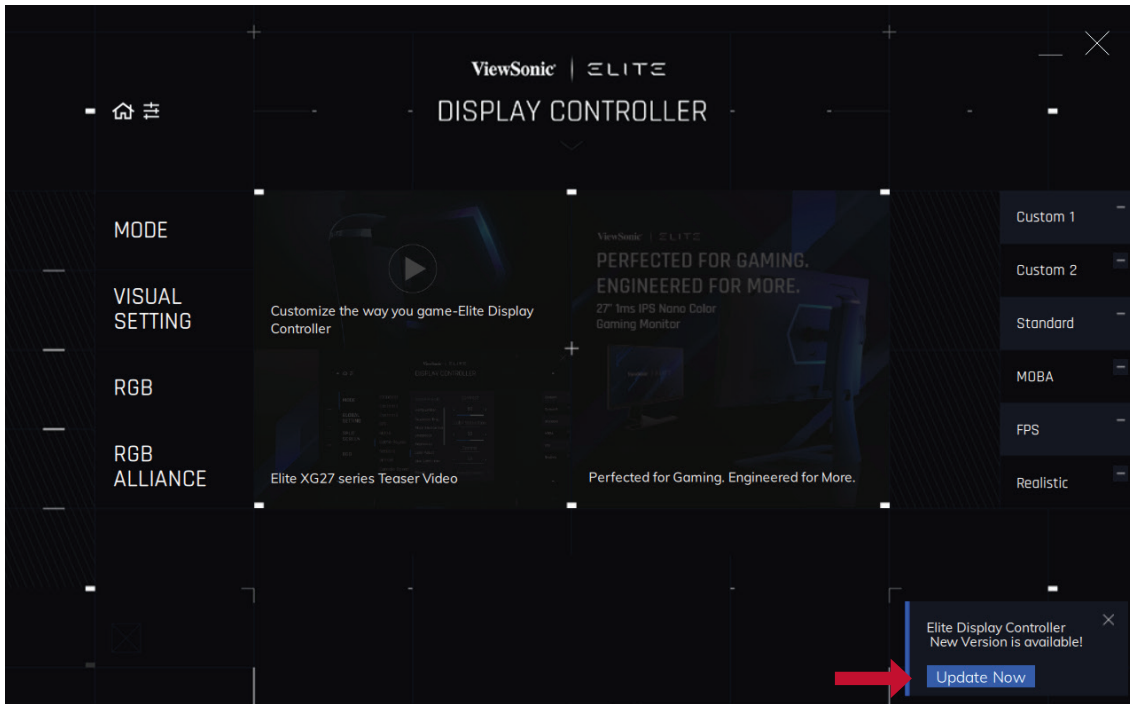 ViewSonic ELITE
DISPLAY CONTROLLER
MODE
VISUAL
SETTING
RGB
RGB
ALLIANCE
Customize the way you game-Elite Display
Controller
Elite XG27 series Teaser Video
ViewSonic ELITE
PERFECTED FOR GAMING.
ENGINEERED FOR MORE.
27" 1ms IPS Nano Color
Gaming Monitor
Perfected for Gaming. Engineered for More.
Custom 1
Custom 2
Standard
MOBA
FPS
Realistic
Elite Display Controller
New Version is available!
Update Now